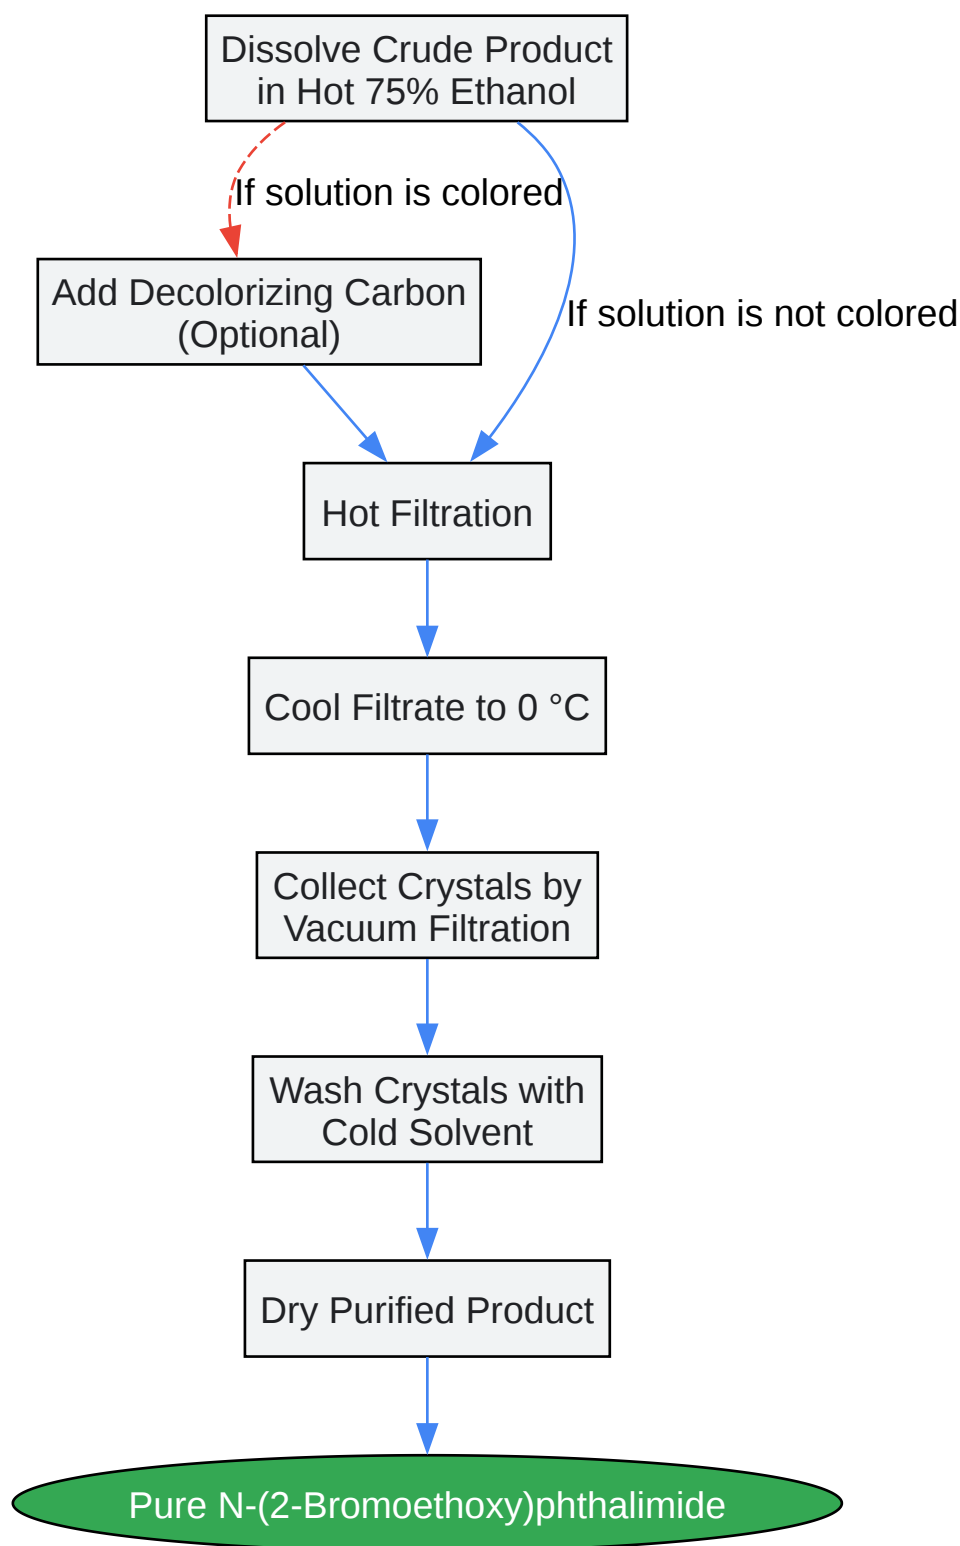 Dissolve Crude Product
in Hot 75% Ethanol
If solution is colored
Add Decolorizing Carbon
(Optional)
If solution is not colored
Hot Filtration
Cool Filtrate to 0 °C
Collect Crystals by
Vacuum Filtration
Wash Crystals with
Cold Solvent
Dry Purified Product
Pure N-(2-Bromoethoxy)phthalimide